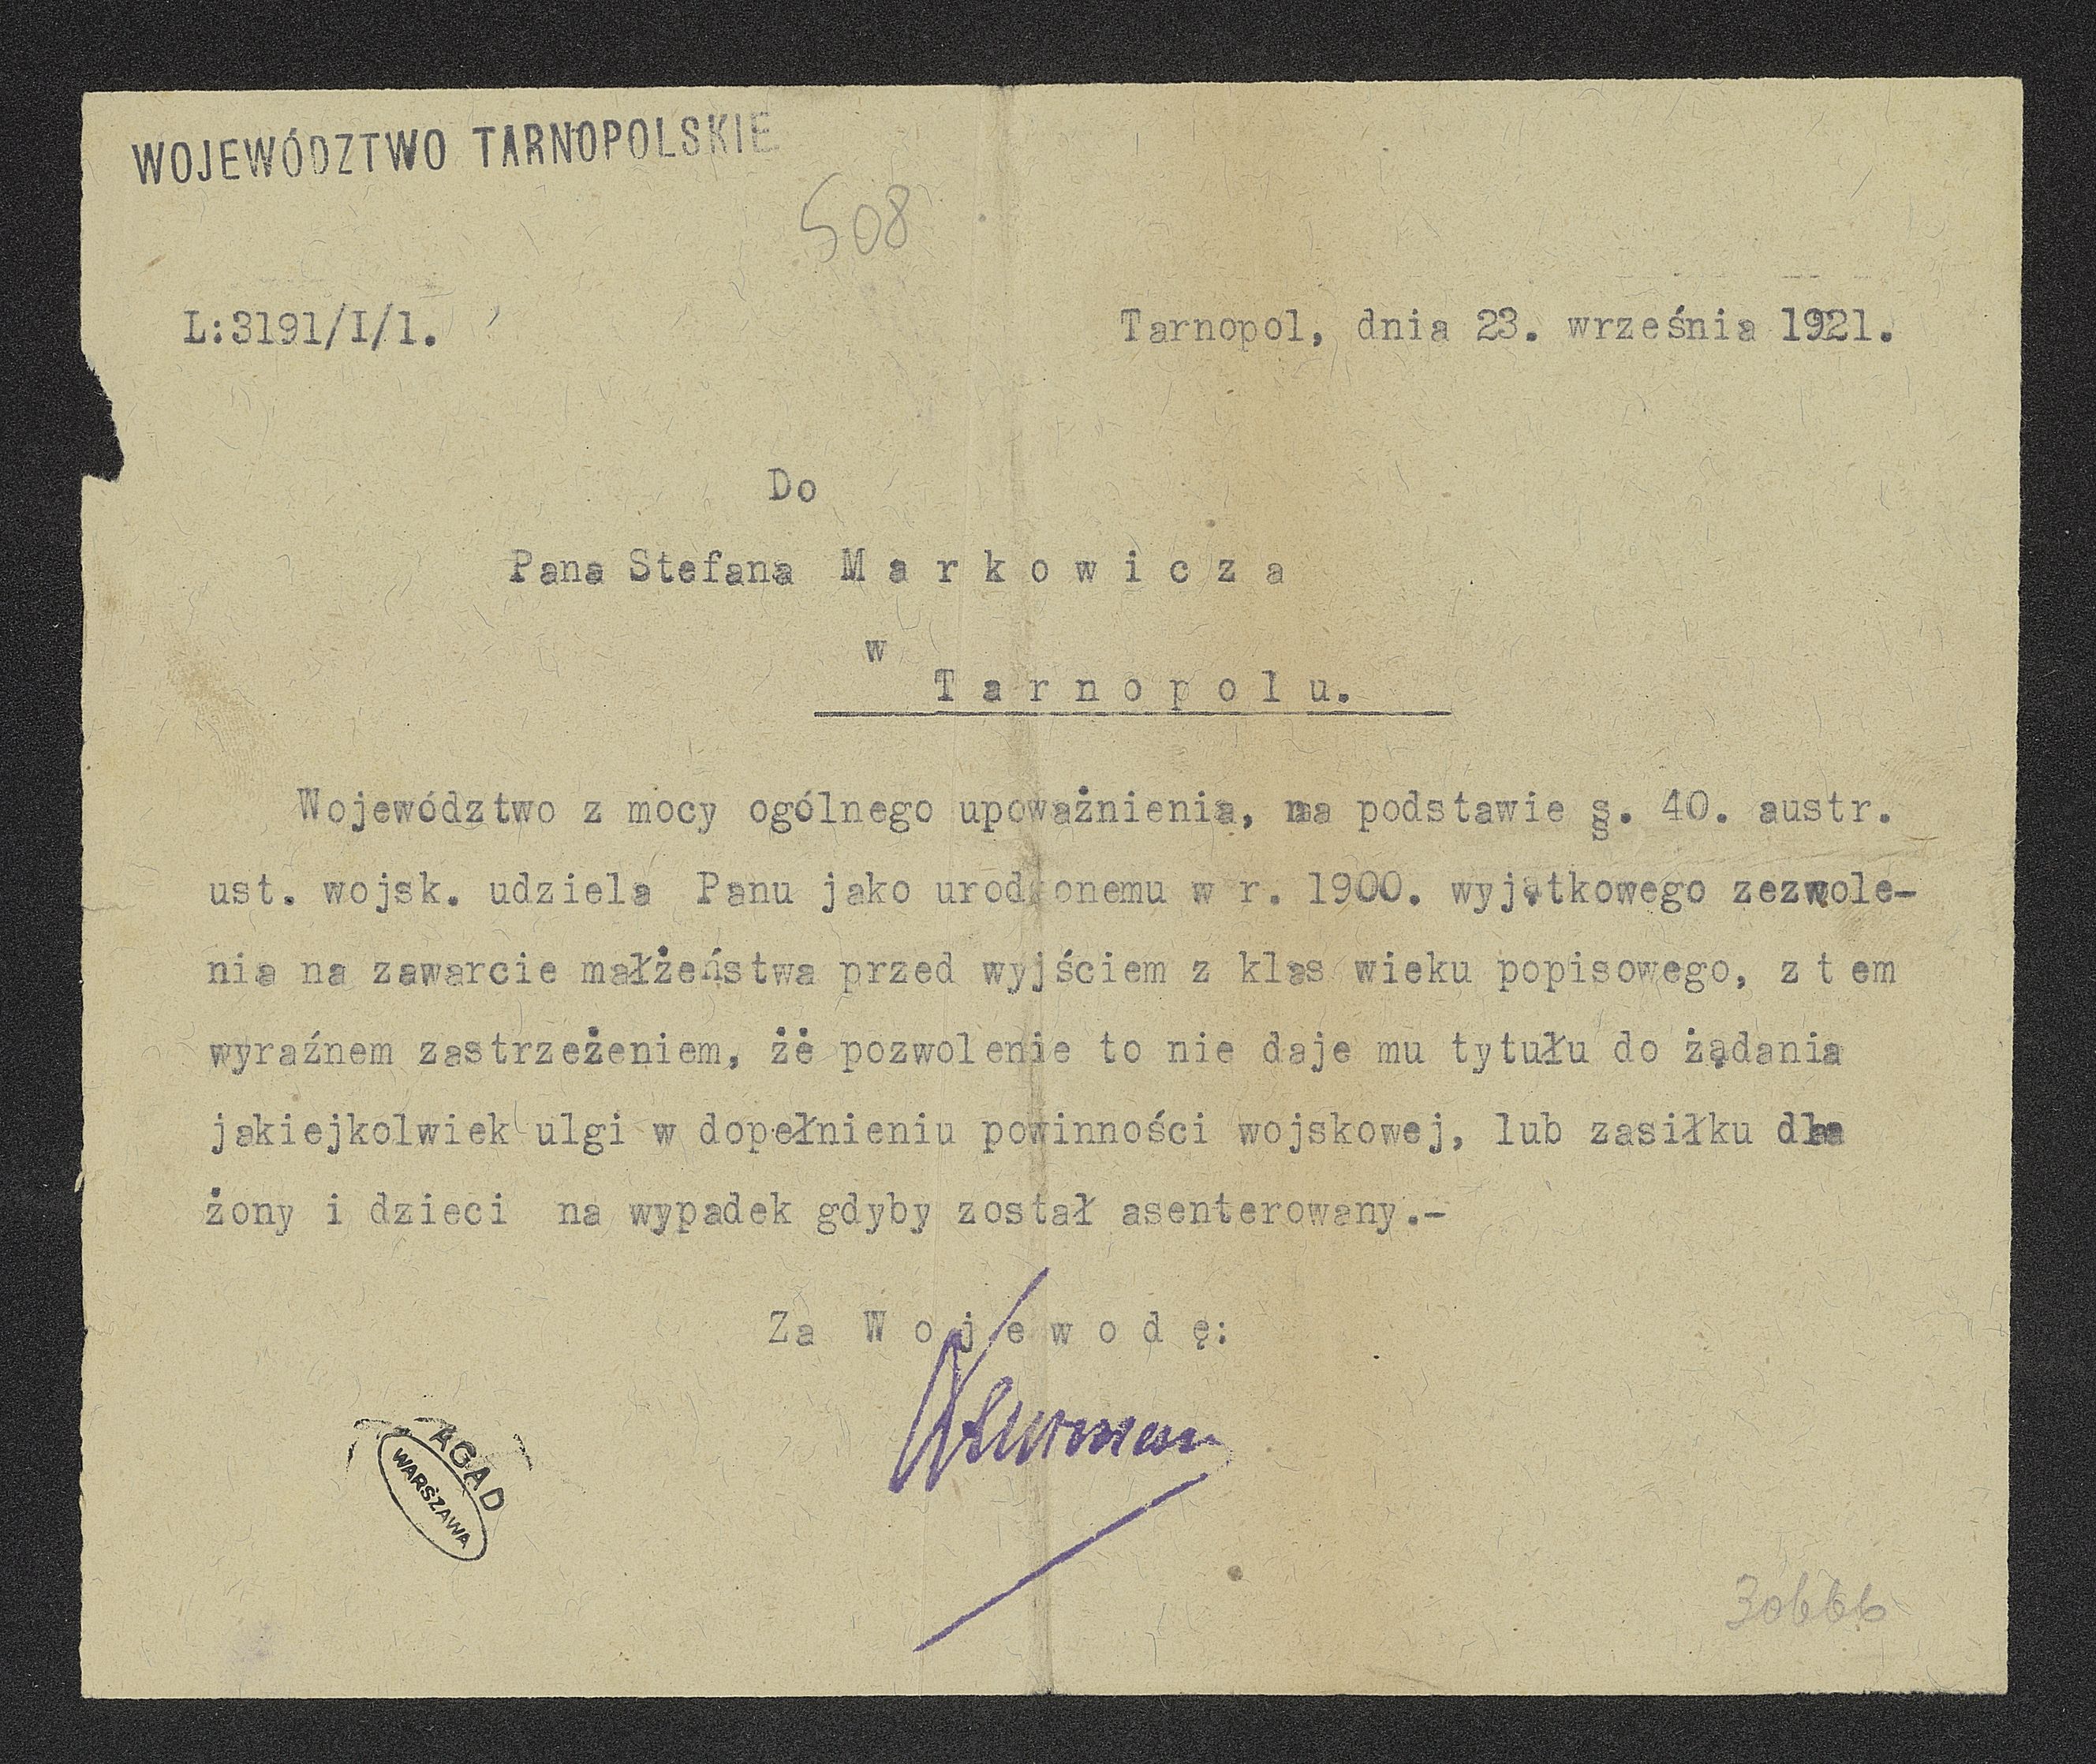 WOJEWÓDZTWO TARNOPOLSKIE
508
L:3191/I/1.
Tarnopol, dnia 23. września 1921.
Do
Pana Stefana M a r k o w i c z a
w
T a r n o p o l u.
Województwo z mocy ogólnego upoważnienia, na podstawie §. 40. austr.
ust. wojsk. udziela Panu jako urodzonemu w r. 1900. wyjątkowego zezwole-
nia na zawarcie małżeństwa przed wyjściem z klas wieku popisowego, z tem
wyraźnem zastrzeżeniem, że pozwolenie to nie daje mu tytułu do żądania
jakiejkolwiek ulgi w dopełnieniu powinności wojskowej, lub zasiłku dla
żony i dzieci na wypadek gdyby został asenterowany.-
Za W o j e w o d ę:
AGAD
WARSZAWA
30666